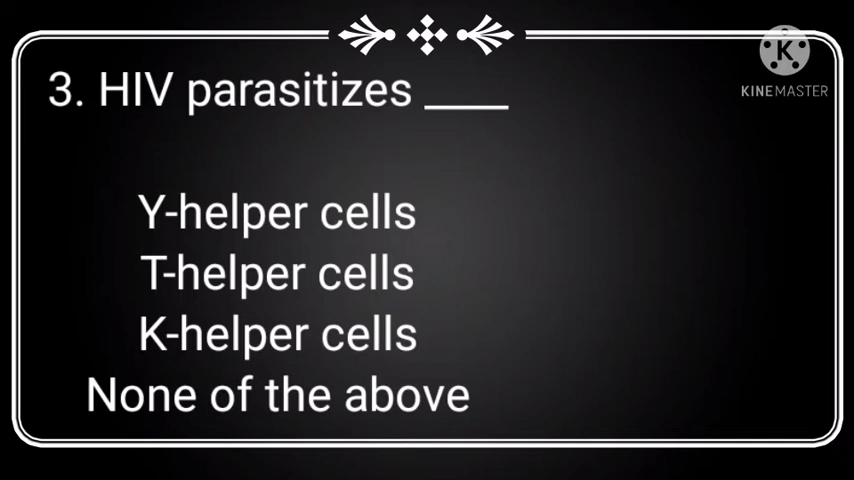 3. HIV parasitizes ____
Y-helper cells
T-helper cells
K-helper cells
None of the above
K
KINEMASTER